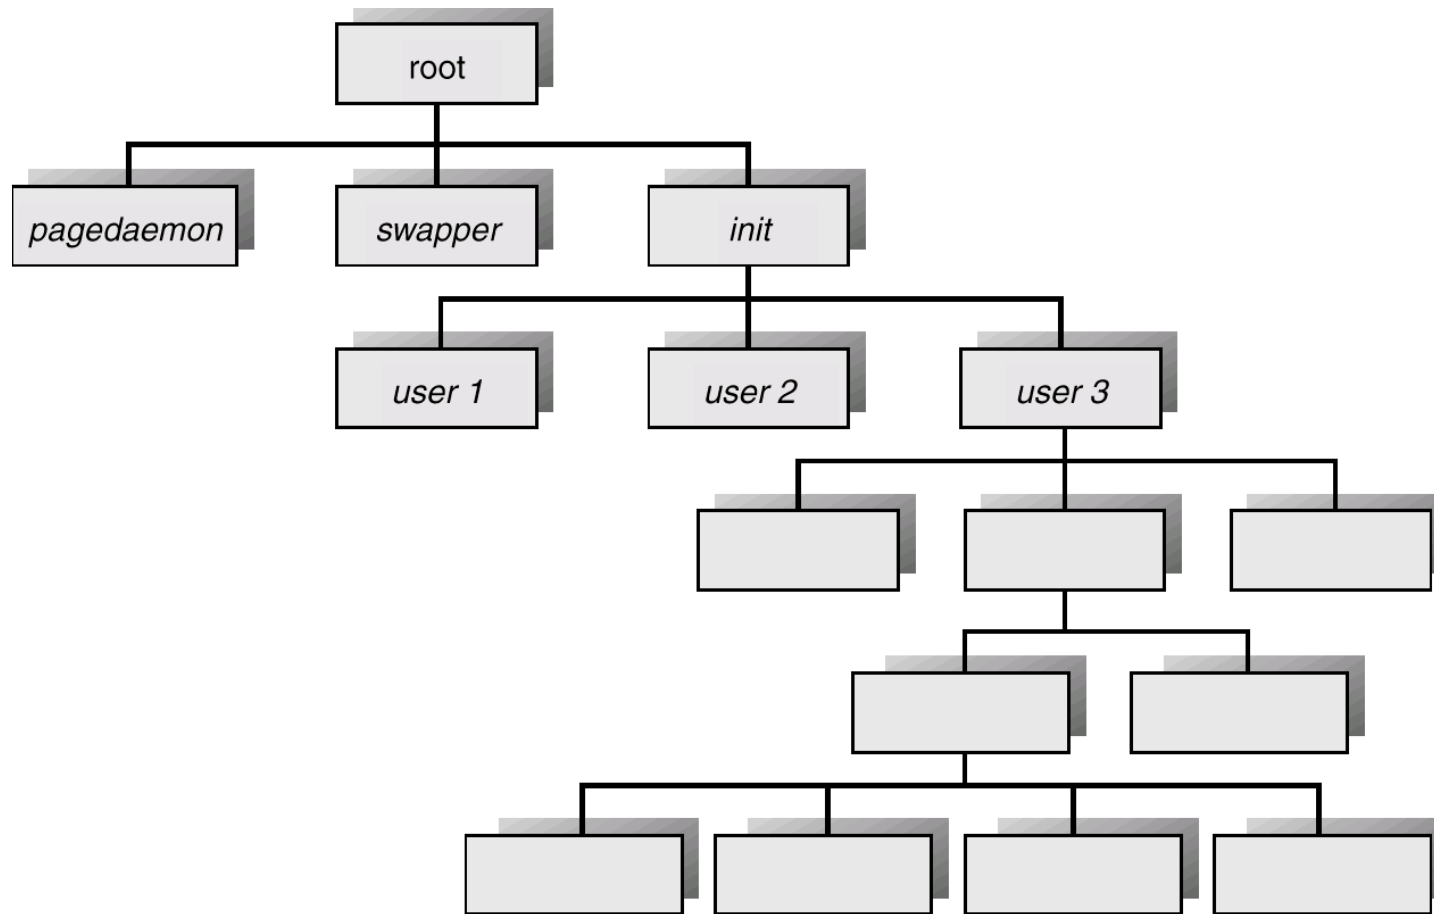 root
pagedaemon
swapper
init
user 1
user 2
user 3